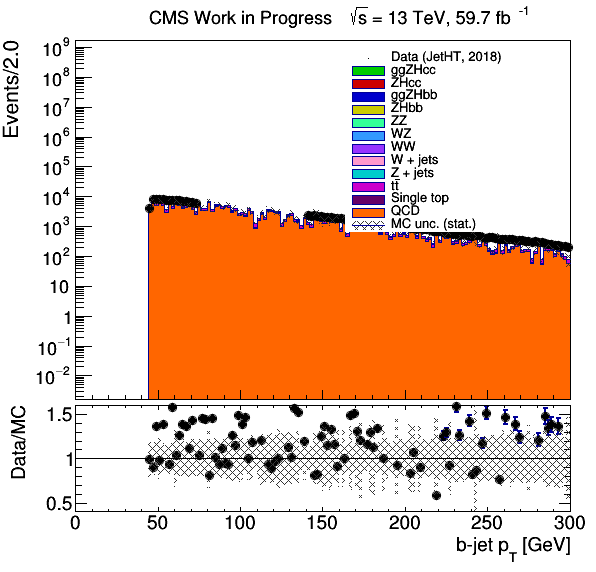 CMS Work in Progress √s = 13 TeV, 59.7 fb⁻¹
Events/2.0
10⁹
10⁸
10⁷
10⁶
10⁵
10⁴
10³
10²
10
1
10⁻¹
10⁻²
Data (JetHT, 2018)
ggZHcc
ZHcc
ggZHbb
ZHbb
ZZ
WZ
WW
W + jets
Z + jets
tt̄
Single top
QCD
MC unc. (stat.)
Data/MC
1.5
1
0.5
0 50 100 150 200 250 300
b-jet p_T [GeV]